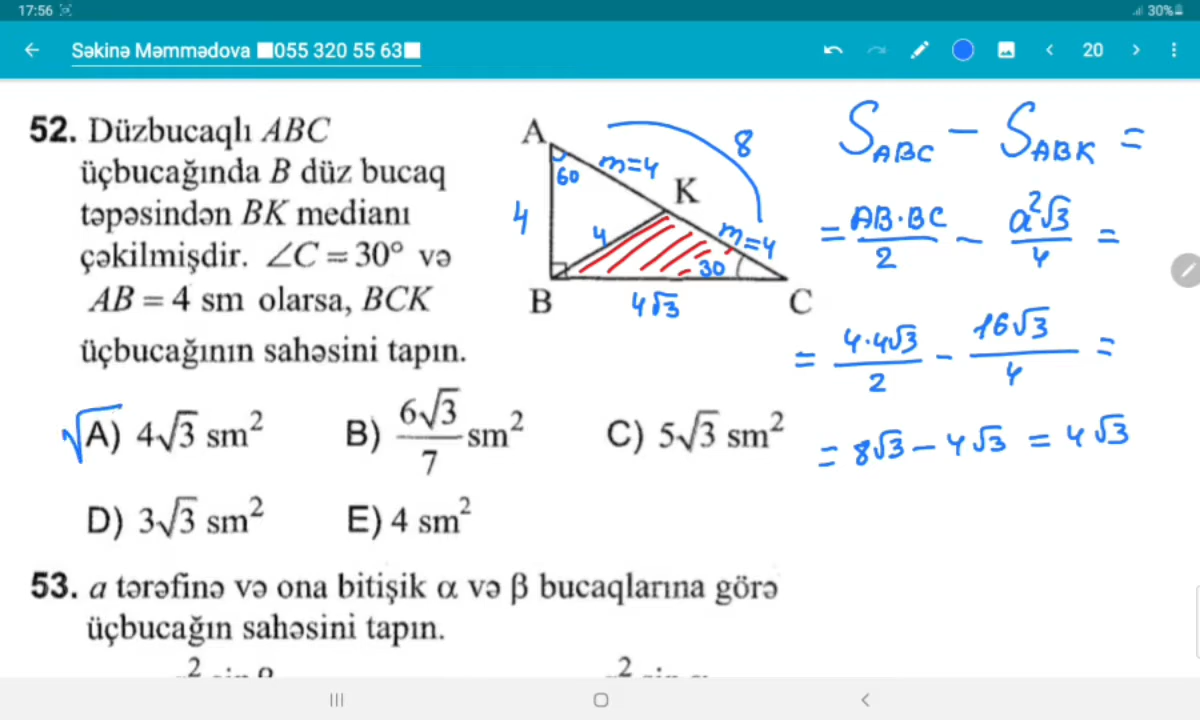 17:56 30%
Səkinə Məmmədova 055 320 55 63 20
52. Düzbucaqlı ABC
üçbucağında B düz bucaq
təpəsindən BK medianı
çəkilmişdir. ∠C = 30° və
AB = 4 sm olarsa, BCK
üçbucağının sahəsini tapın.
A) 4√3 sm² B) 6√3/7 sm² C) 5√3 sm²
D) 3√3 sm² E) 4 sm²
A 60 m=4 8
K
4 4 m=4
30
B 4√3 C
S_ABC − S_ABK =
= AB·BC/2 − a²√3/4 =
= 4·4√3/2 − 16√3/4 =
= 8√3 − 4√3 = 4√3
53. a tərəfinə və ona bitişik α və β bucaqlarına görə
üçbucağın sahəsini tapın.